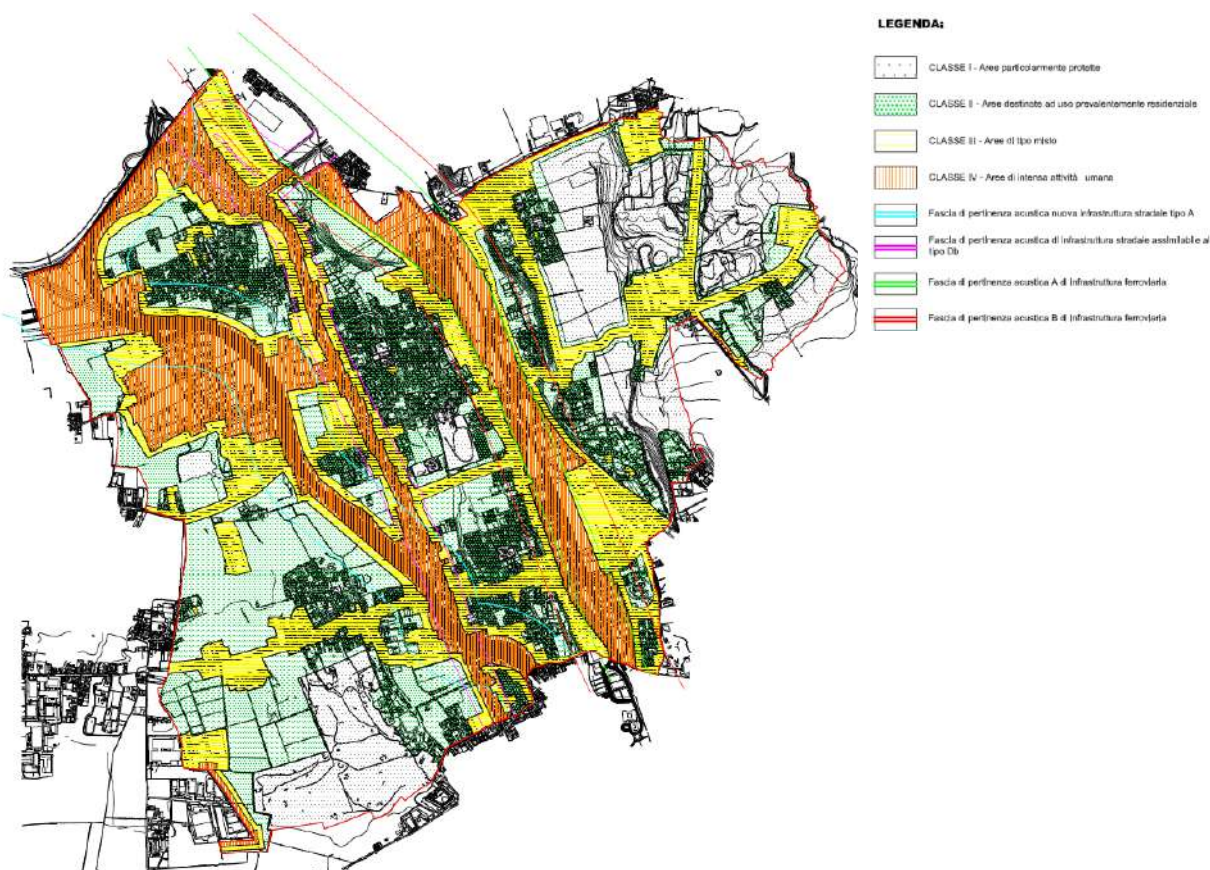 LEGENDA:
CLASSE I - Aree particolarmente protette
CLASSE II - Aree destinate ad uso prevalentemente residenziale
CLASSE III - Aree di tipo misto
CLASSE IV - Aree di intensa attività umana
Fascia di pertinenza acustica nuova infrastruttura stradale tipo A
Fascia di pertinenza acustica di infrastruttura stradale assimilabile al
tipo Db
Fascia di pertinenza acustica A di infrastruttura ferroviaria
Fascia di pertinenza acustica B di infrastruttura ferroviaria